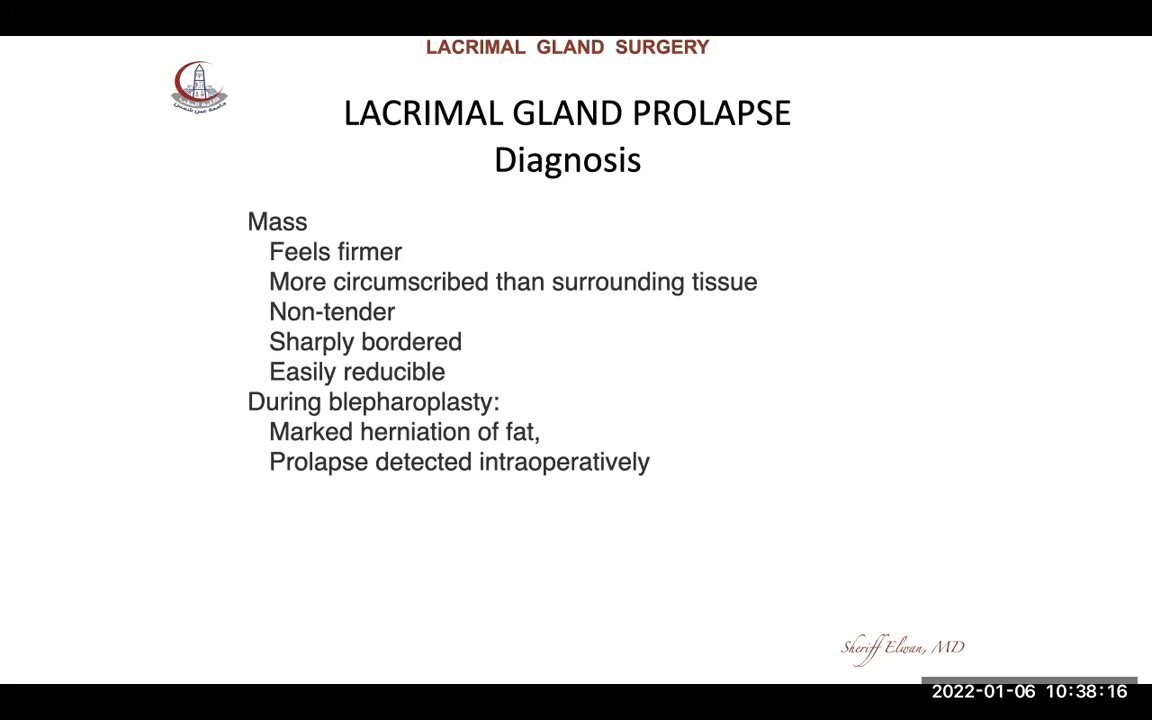 LACRIMAL GLAND SURGERY
LACRIMAL GLAND PROLAPSE
Diagnosis
Mass
Feels firmer
More circumscribed than surrounding tissue
Non-tender
Sharply bordered
Easily reducible
During blepharoplasty:
Marked herniation of fat,
Prolapse detected intraoperatively
Sheriff Elwan, MD
2022-01-06 10:38:16